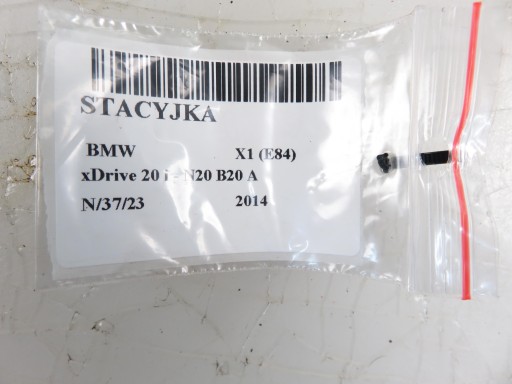 STACYJKA
BMW X1 (E84)
xDrive 20 i - N20 B20 A
N/37/23 2014